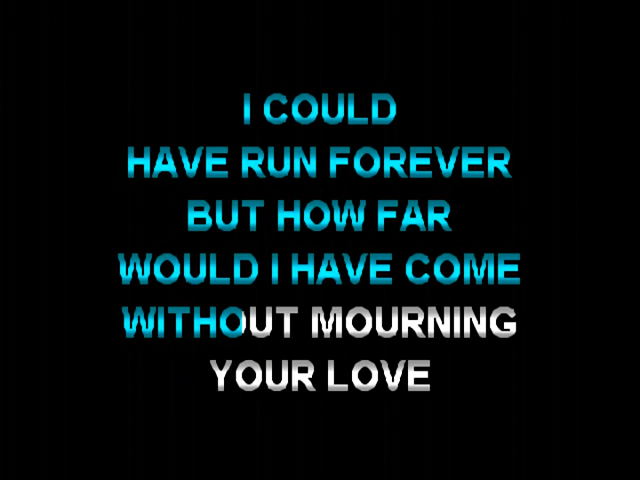 I COULD
HAVE RUN FOREVER
BUT HOW FAR
WOULD I HAVE COME
WITHOUT MOURNING
YOUR LOVE